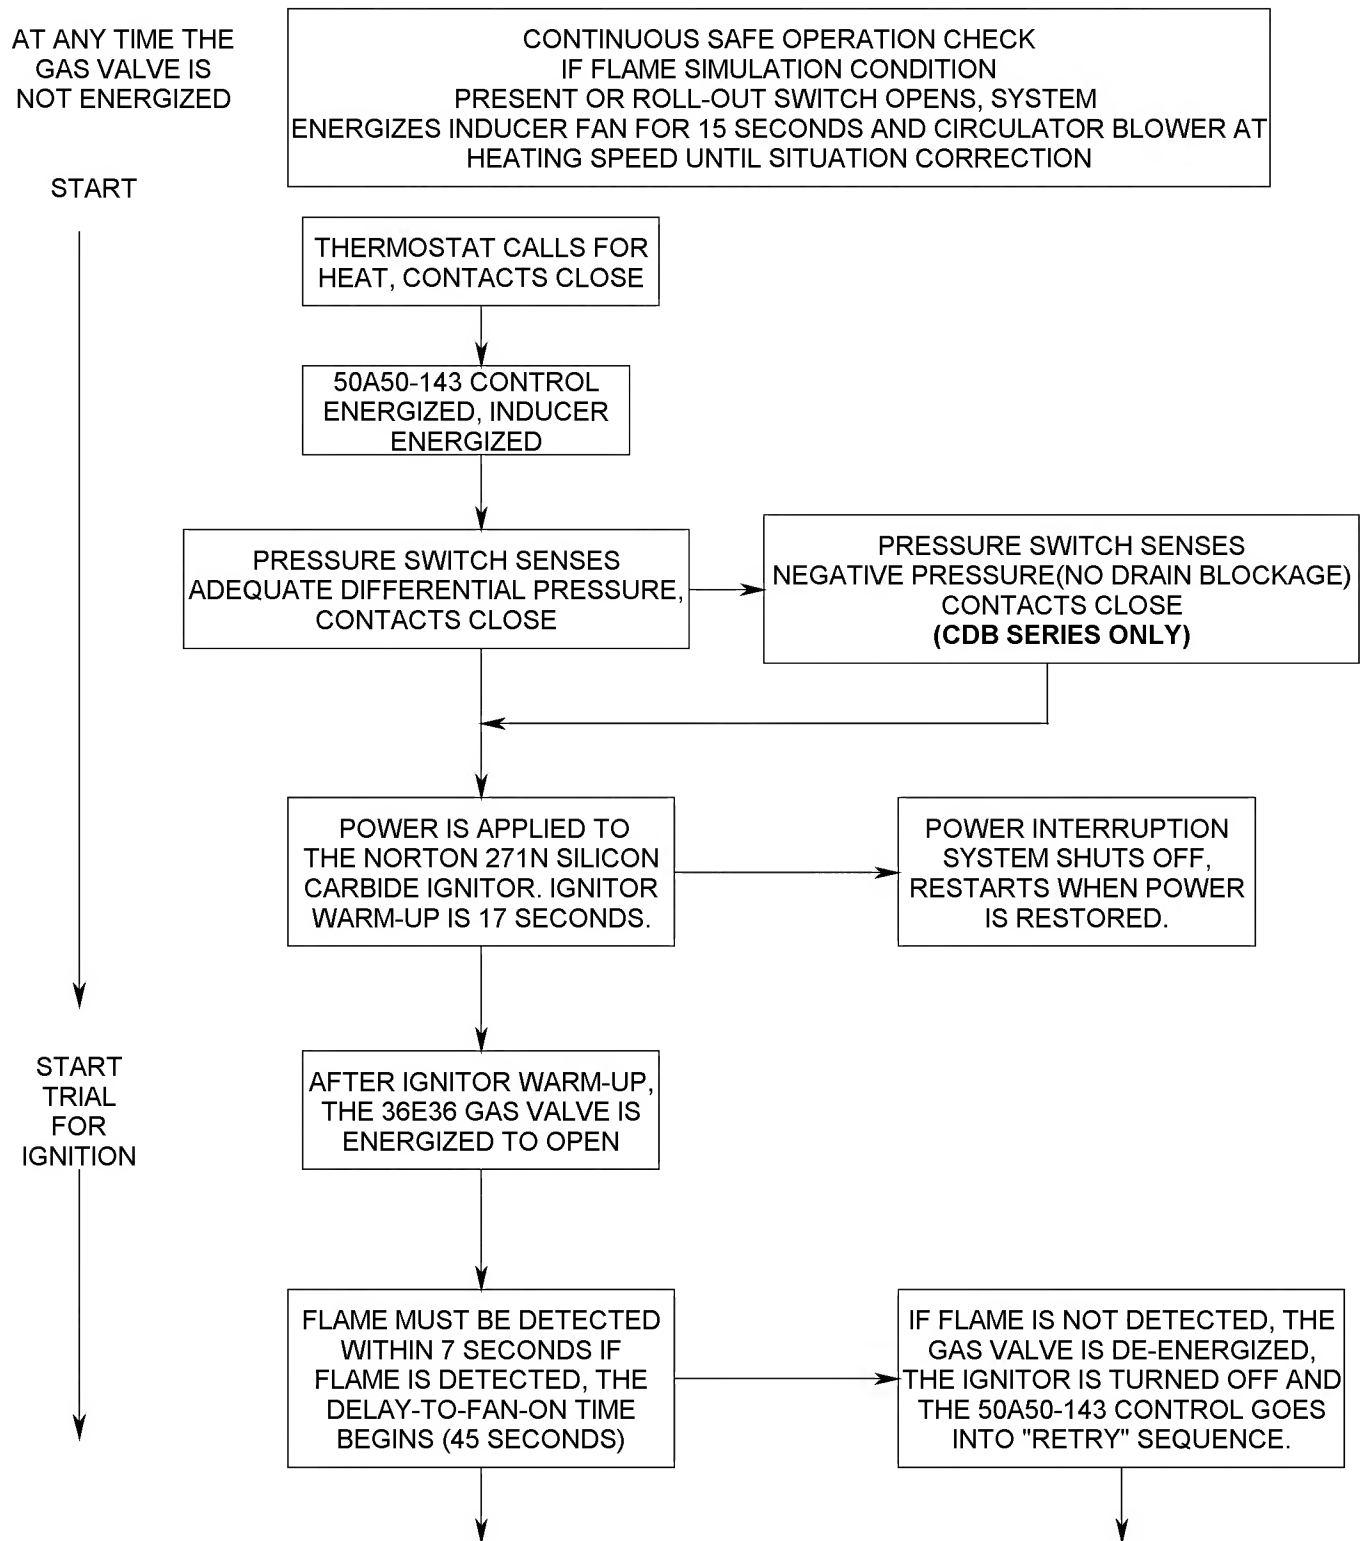 AT ANY TIME THE
GAS VALVE IS
NOT ENERGIZED
CONTINUOUS SAFE OPERATION CHECK
IF FLAME SIMULATION CONDITION
PRESENT OR ROLL-OUT SWITCH OPENS, SYSTEM
ENERGIZES INDUCER FAN FOR 15 SECONDS AND CIRCULATOR BLOWER AT
HEATING SPEED UNTIL SITUATION CORRECTION
START
THERMOSTAT CALLS FOR
HEAT, CONTACTS CLOSE
50A50-143 CONTROL
ENERGIZED, INDUCER
ENERGIZED
PRESSURE SWITCH SENSES
ADEQUATE DIFFERENTIAL PRESSURE,
CONTACTS CLOSE
PRESSURE SWITCH SENSES
NEGATIVE PRESSURE(NO DRAIN BLOCKAGE)
CONTACTS CLOSE
(CDB SERIES ONLY)
POWER IS APPLIED TO
THE NORTON 271N SILICON
CARBIDE IGNITOR. IGNITOR
WARM-UP IS 17 SECONDS.
POWER INTERRUPTION
SYSTEM SHUTS OFF,
RESTARTS WHEN POWER
IS RESTORED.
START
TRIAL
FOR
IGNITION
AFTER IGNITOR WARM-UP,
THE 36E36 GAS VALVE IS
ENERGIZED TO OPEN
FLAME MUST BE DETECTED
WITHIN 7 SECONDS IF
FLAME IS DETECTED, THE
DELAY-TO-FAN-ON TIME
BEGINS (45 SECONDS)
IF FLAME IS NOT DETECTED, THE
GAS VALVE IS DE-ENERGIZED,
THE IGNITOR IS TURNED OFF AND
THE 50A50-143 CONTROL GOES
INTO "RETRY" SEQUENCE.